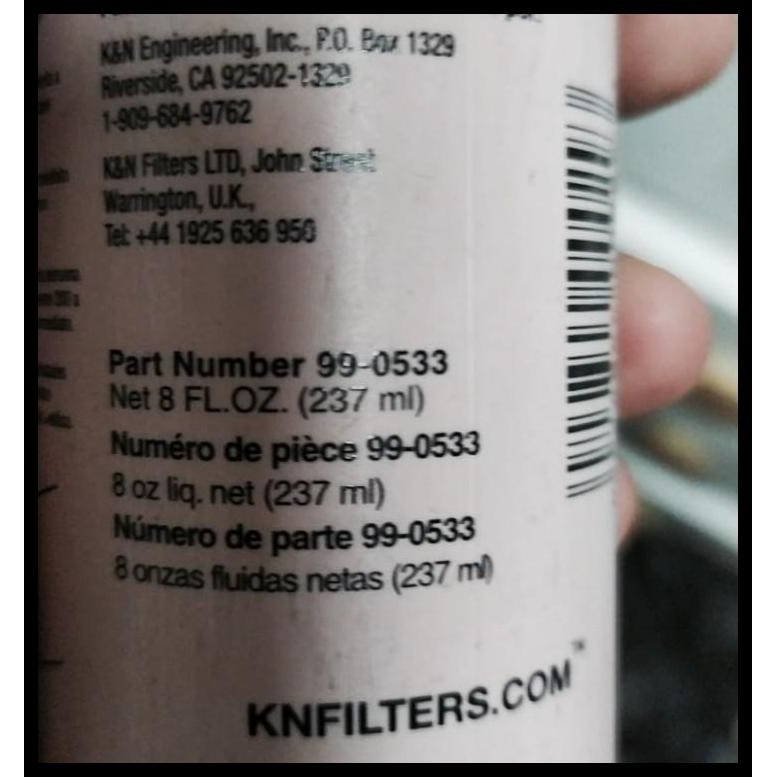 K&N Engineering, Inc., P.O. Box 1329
Riverside, CA 92502-1329
1-909-684-9762
K&N Filters LTD, John Street
Warrington, U.K.,
Tel: +44 1925 636 950
Part Number 99-0533
Net 8 FL.OZ. (237 ml)
Numéro de pièce 99-0533
8 oz liq. net (237 ml)
Número de parte 99-0533
8 onzas fluidas netas (237 ml)
KNFILTERS.COM™